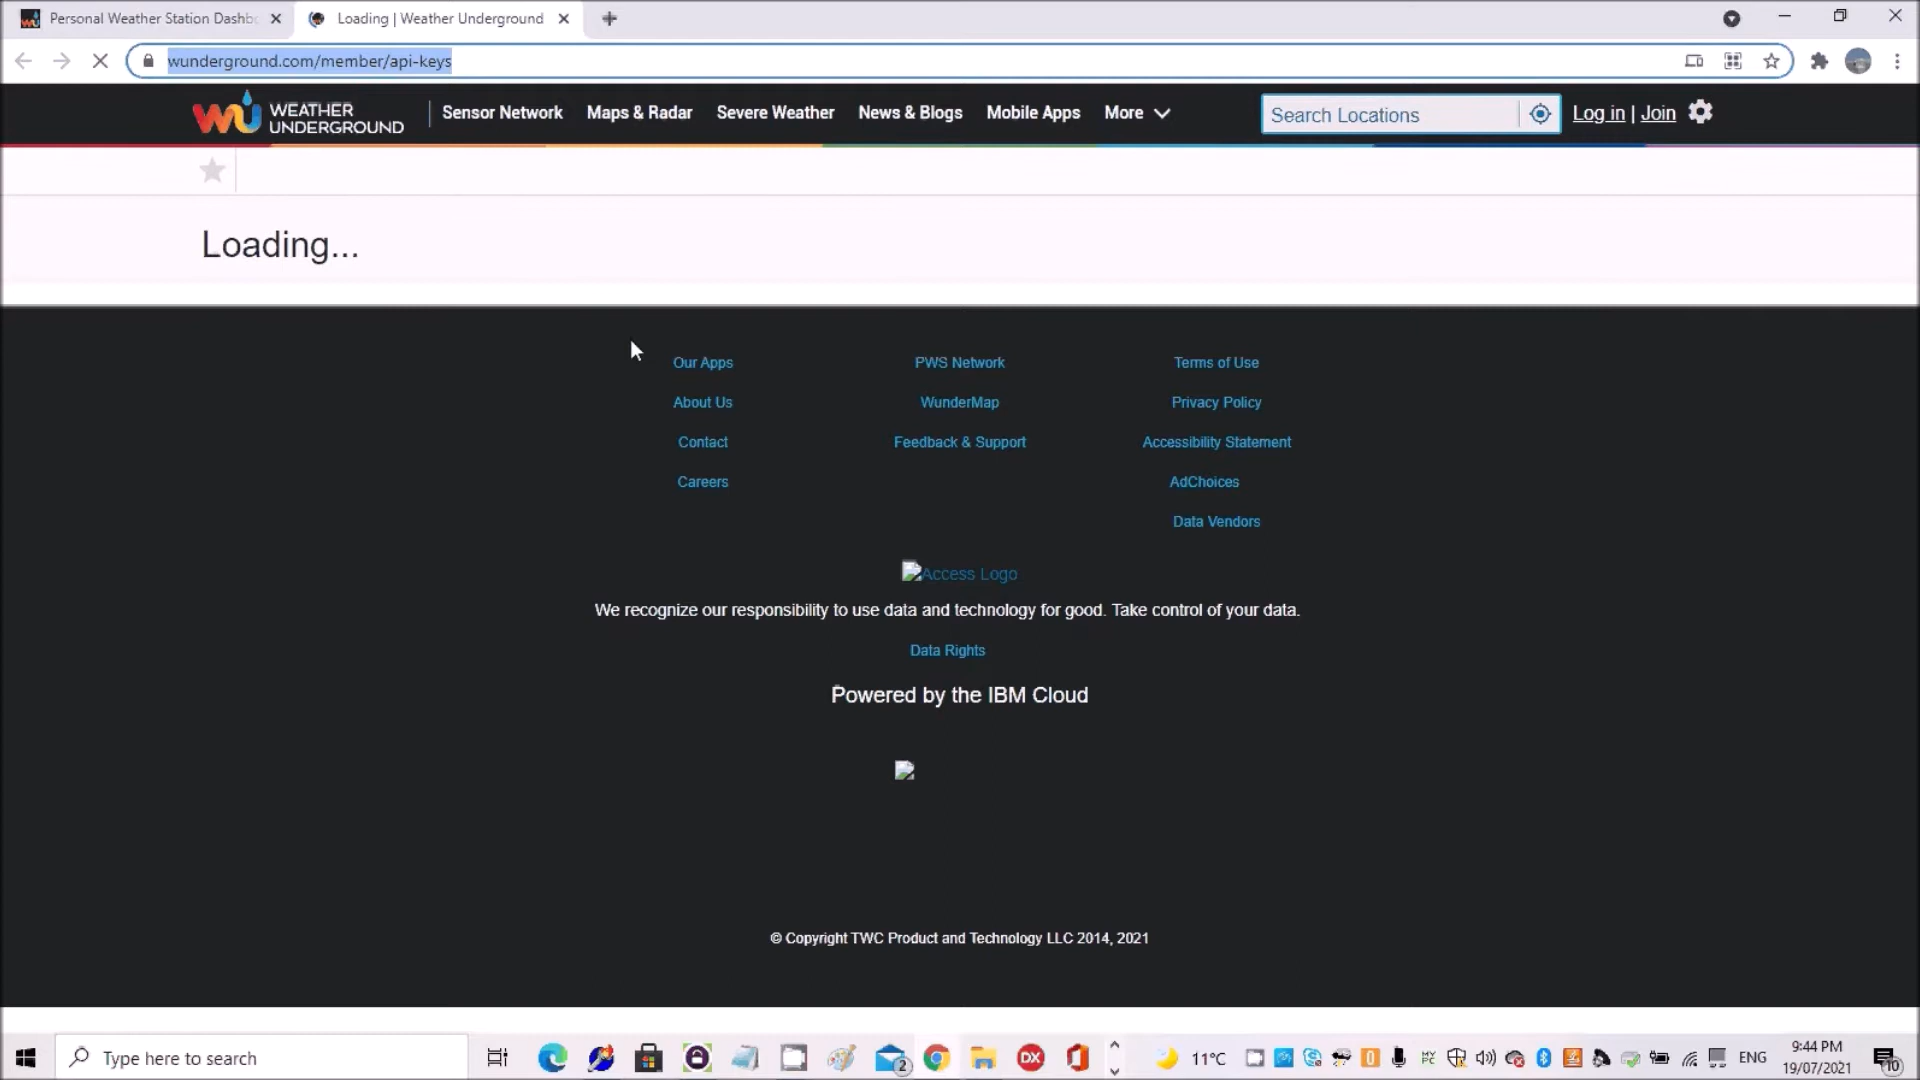 Personal Weather Station Dashb
Loading | Weather Underground
wunderground.com/member/api-keys
WEATHER
UNDERGROUND
Sensor Network
Maps & Radar
Severe Weather
News & Blogs
Mobile Apps
More
Search Locations
Log in | Join
Loading...
Our Apps
PWS Network
Terms of Use
About Us
WunderMap
Privacy Policy
Contact
Feedback & Support
Accessibility Statement
Careers
AdChoices
Data Vendors
Access Logo
We recognize our responsibility to use data and technology for good. Take control of your data.
Data Rights
Powered by the IBM Cloud
© Copyright TWC Product and Technology LLC 2014, 2021
Type here to search
2
DX
11°C
ENG
9:44 PM
19/07/2021
10